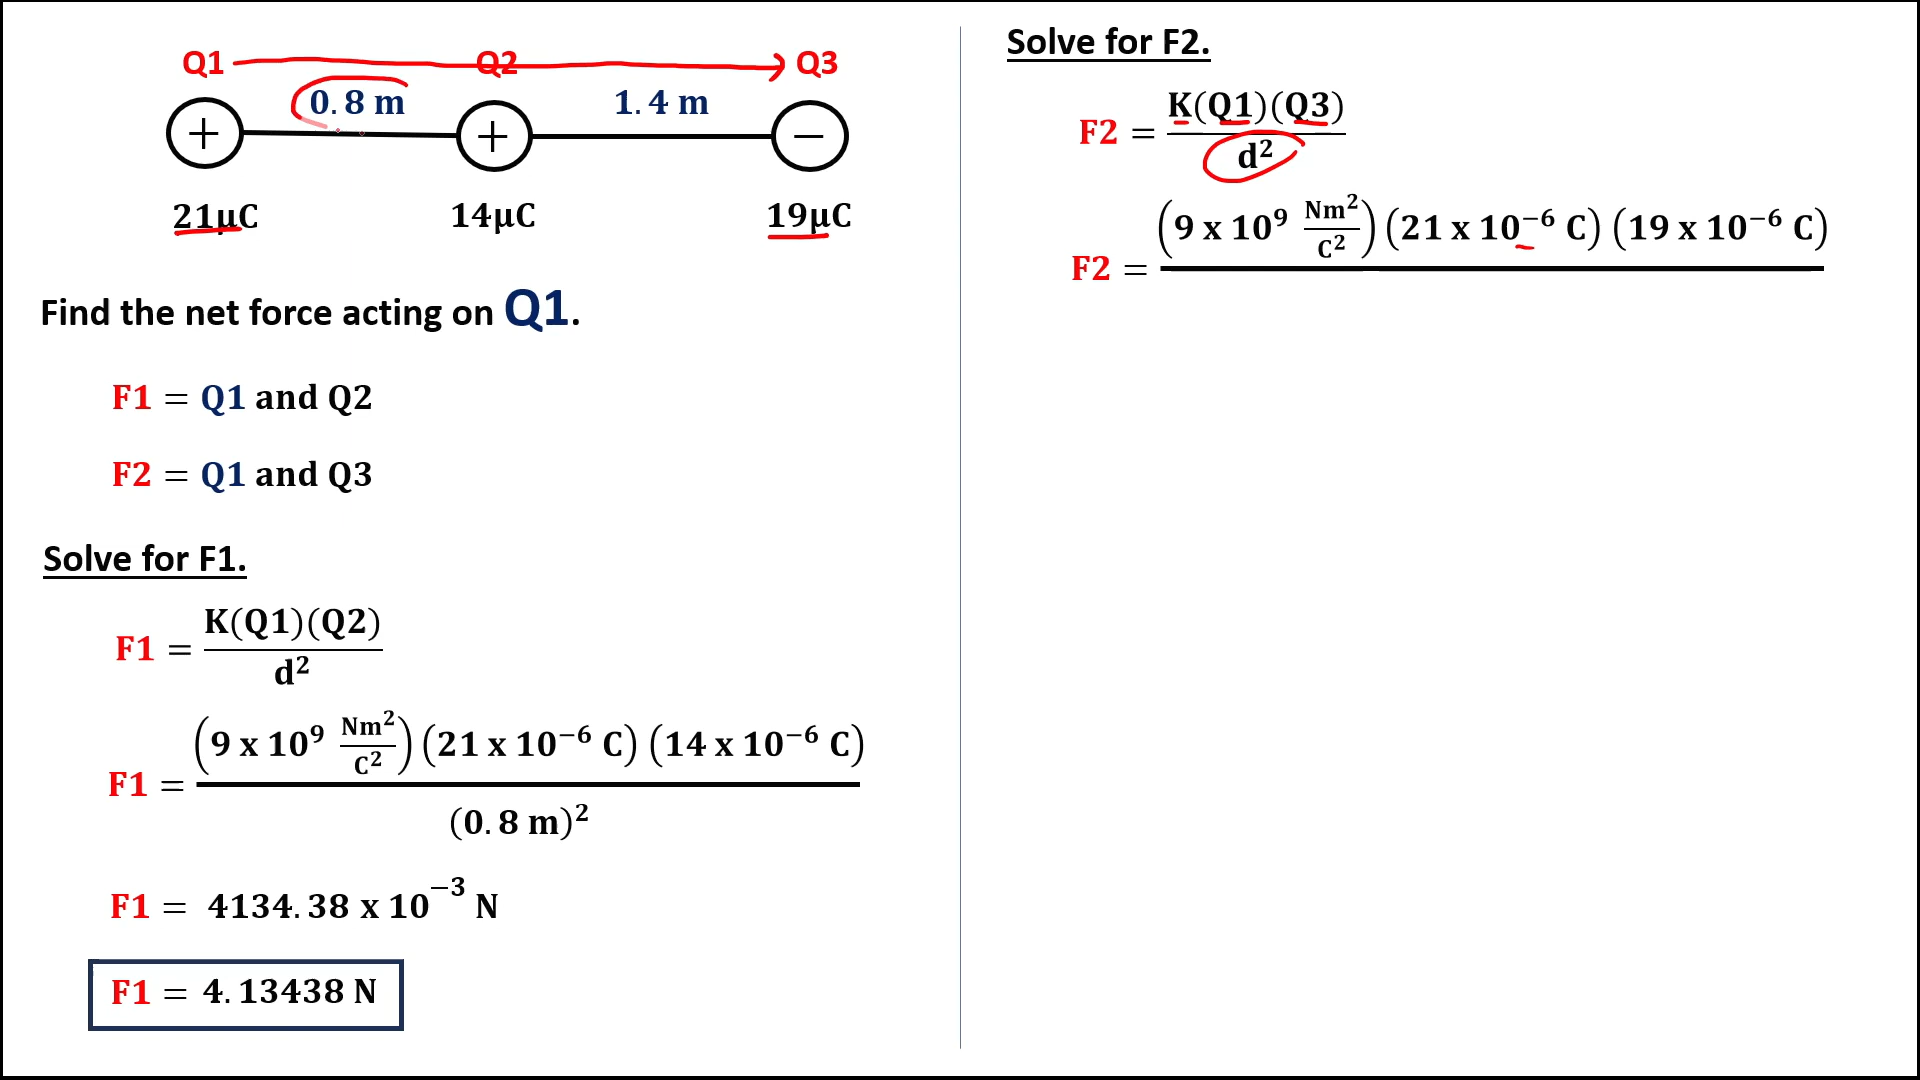 Q1 Q2 Q3
0.8 m 1.4 m
+ + −
21μC 14μC 19μC
Find the net force acting on Q1.
F1 = Q1 and Q2
F2 = Q1 and Q3
Solve for F1.
F1 = K(Q1)(Q2) / d²
F1 = (9 x 10⁹ Nm²/C²) (21 x 10⁻⁶ C) (14 x 10⁻⁶ C) / (0.8 m)²
F1 = 4134.38 x 10⁻³ N
F1 = 4.13438 N
Solve for F2.
F2 = K(Q1)(Q3) / d²
F2 = (9 x 10⁹ Nm²/C²) (21 x 10⁻⁶ C) (19 x 10⁻⁶ C)